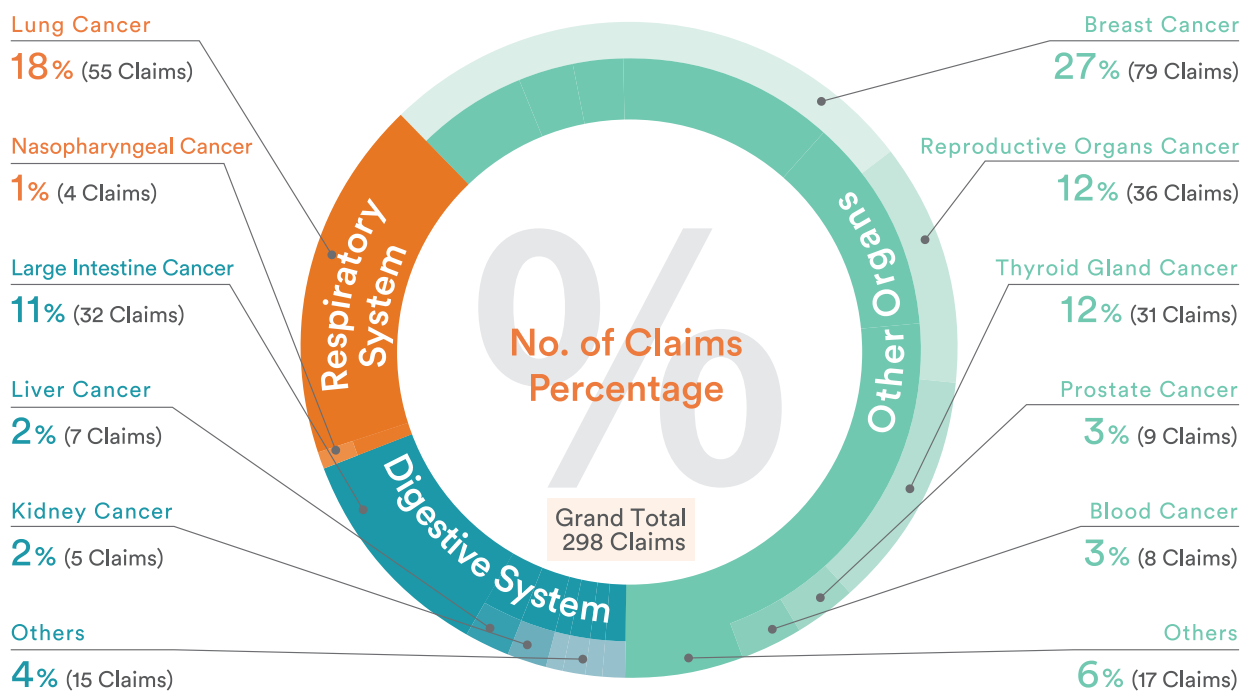 Lung Cancer
18% (55 Claims)
Nasopharyngeal Cancer
1% (4 Claims)
Large Intestine Cancer
11% (32 Claims)
Liver Cancer
2% (7 Claims)
Kidney Cancer
2% (5 Claims)
Others
4% (15 Claims)
Respiratory
System
Digestive System
Other Organs
%
No. of Claims
Percentage
Grand Total
298 Claims
Breast Cancer
27% (79 Claims)
Reproductive Organs Cancer
12% (36 Claims)
Thyroid Gland Cancer
12% (31 Claims)
Prostate Cancer
3% (9 Claims)
Blood Cancer
3% (8 Claims)
Others
6% (17 Claims)